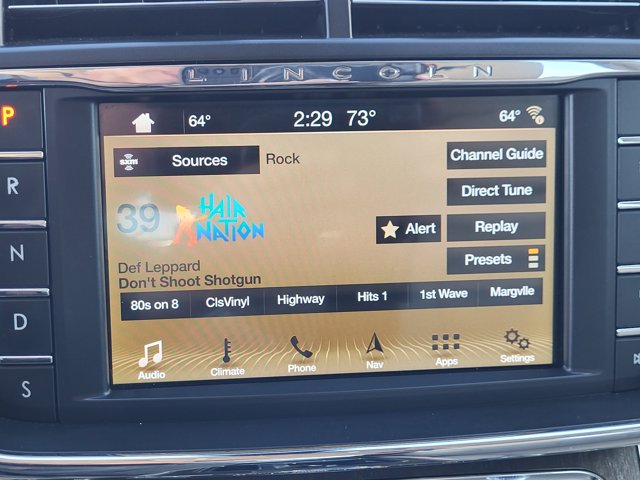 LINCOLN
P
R
N
D
S
64° 2:29 73° 64°
sxm Sources Rock Channel Guide
Direct Tune
39 HAIR NATION Alert Replay
Presets
Def Leppard
Don't Shoot Shotgun
80s on 8 ClsVinyl Highway Hits 1 1st Wave Margvlle
Audio Climate Phone Nav Apps Settings